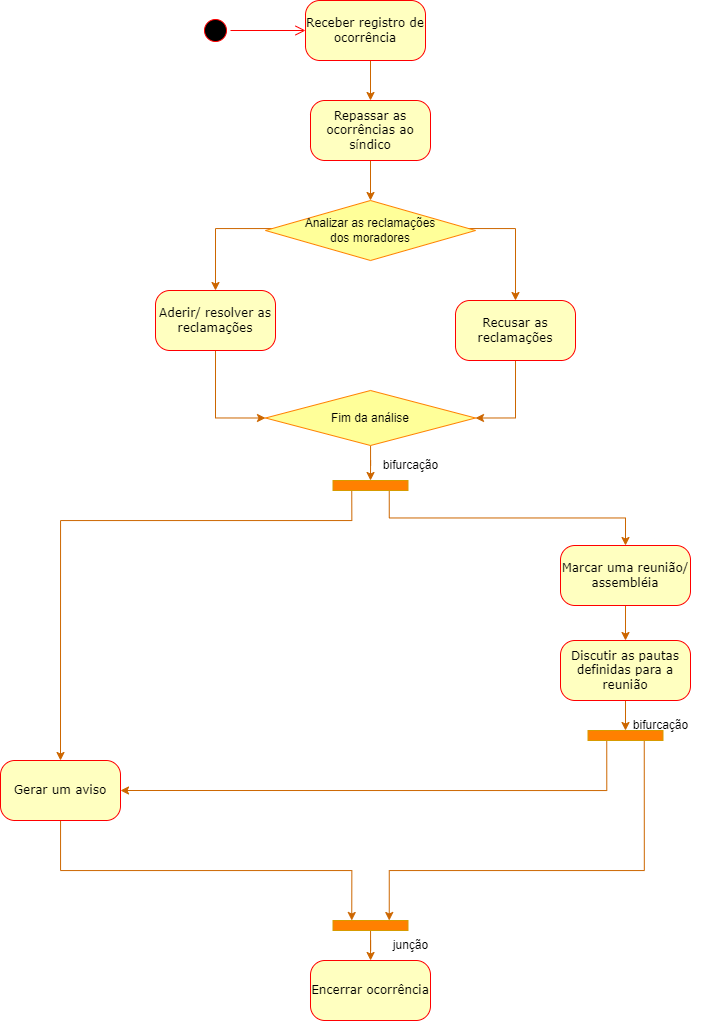 Receber registro de
ocorrência
Repassar as
ocorrências ao
síndico
Analizar as reclamações
dos moradores
Aderir/ resolver as
reclamações
Recusar as
reclamações
Fim da análise
bifurcação
Marcar uma reunião/
assembléia
Discutir as pautas
definidas para a
reunião
bifurcação
Gerar um aviso
junção
Encerrar ocorrência